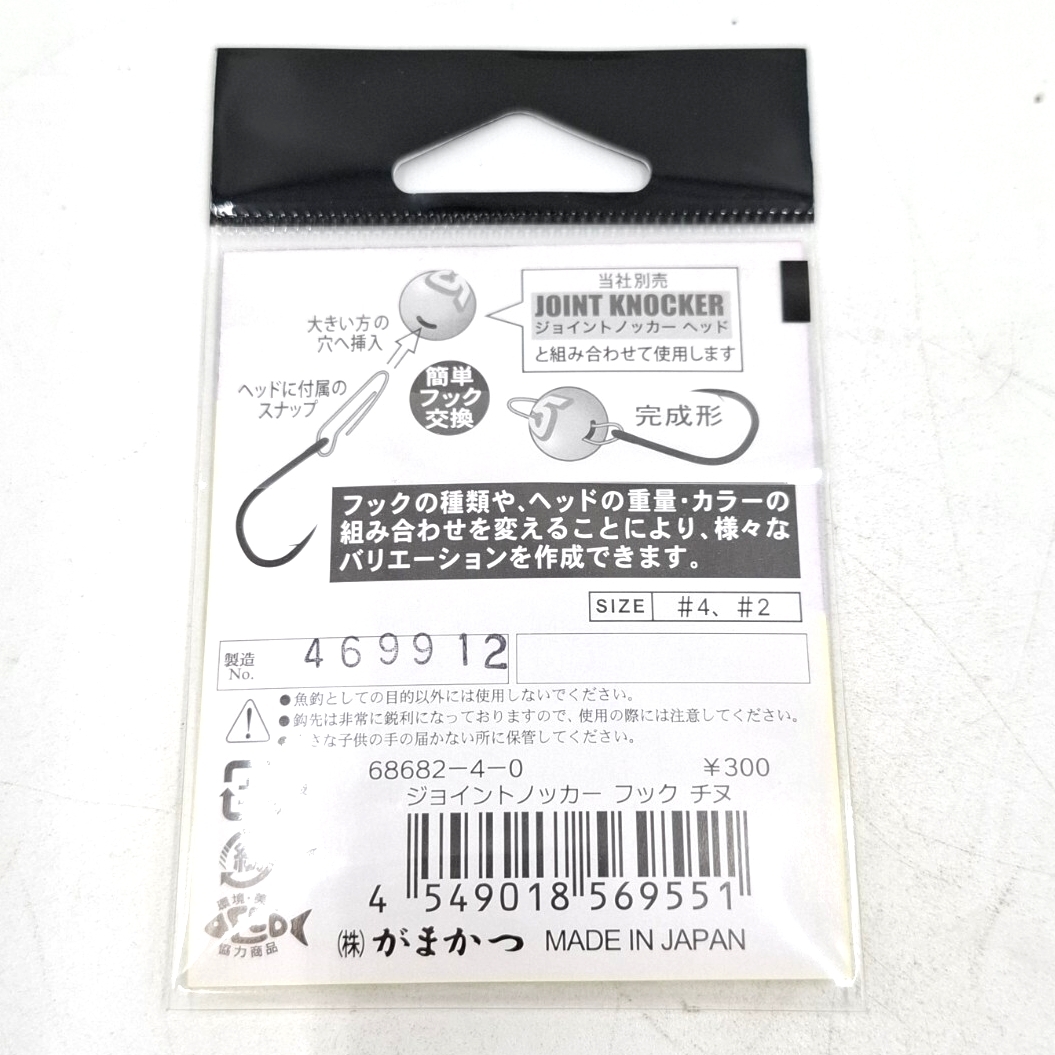 当社別売
JOINT KNOCKER
ジョイントノッカー ヘッド
と組み合わせて使用します
大きい方の
穴へ挿入
ヘッドに付属の
スナップ
簡単
フック
交換
完成形
フックの種類や、ヘッドの重量・カラーの
組み合わせを変えることにより、様々な
バリエーションを作成できます。
SIZE #4、#2
製造
No.
469912
●魚釣としての目的以外には使用しないでください。
●鈎先は非常に鋭利になっておりますので、使用の際には注意してください。
さな子供の手の届かない所に保管してください。
68682-4-0 ¥300
ジョイントノッカー フック チヌ
4 549018 569551
環境・美
協力商品
(株)がまかつ MADE IN JAPAN